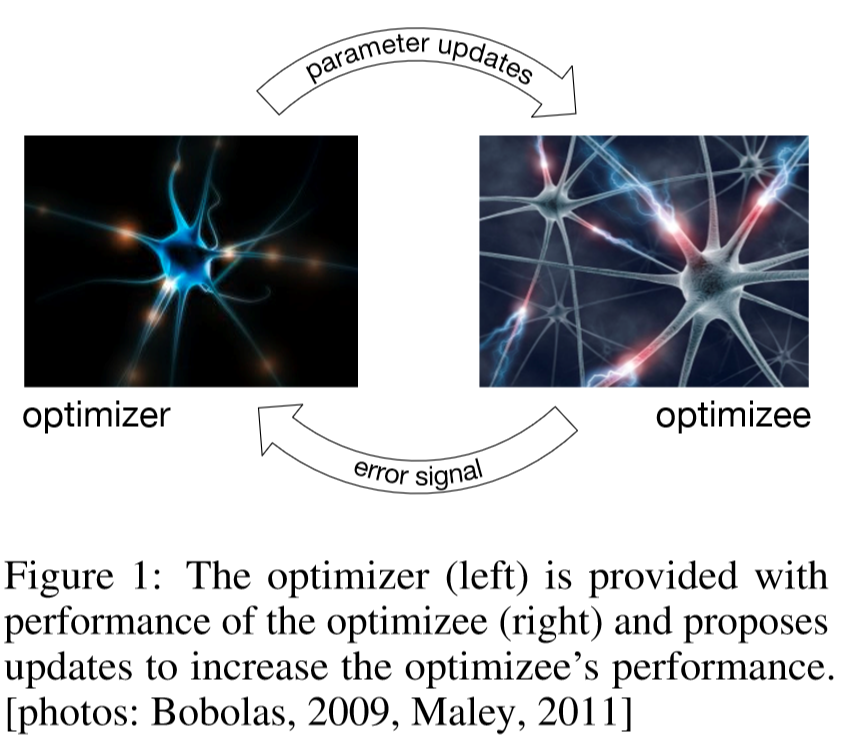 parameter updates
optimizer
optimizee
error signal
Figure 1: The optimizer (left) is provided with
performance of the optimizee (right) and proposes
updates to increase the optimizee's performance.
[photos: Bobolas, 2009, Maley, 2011]